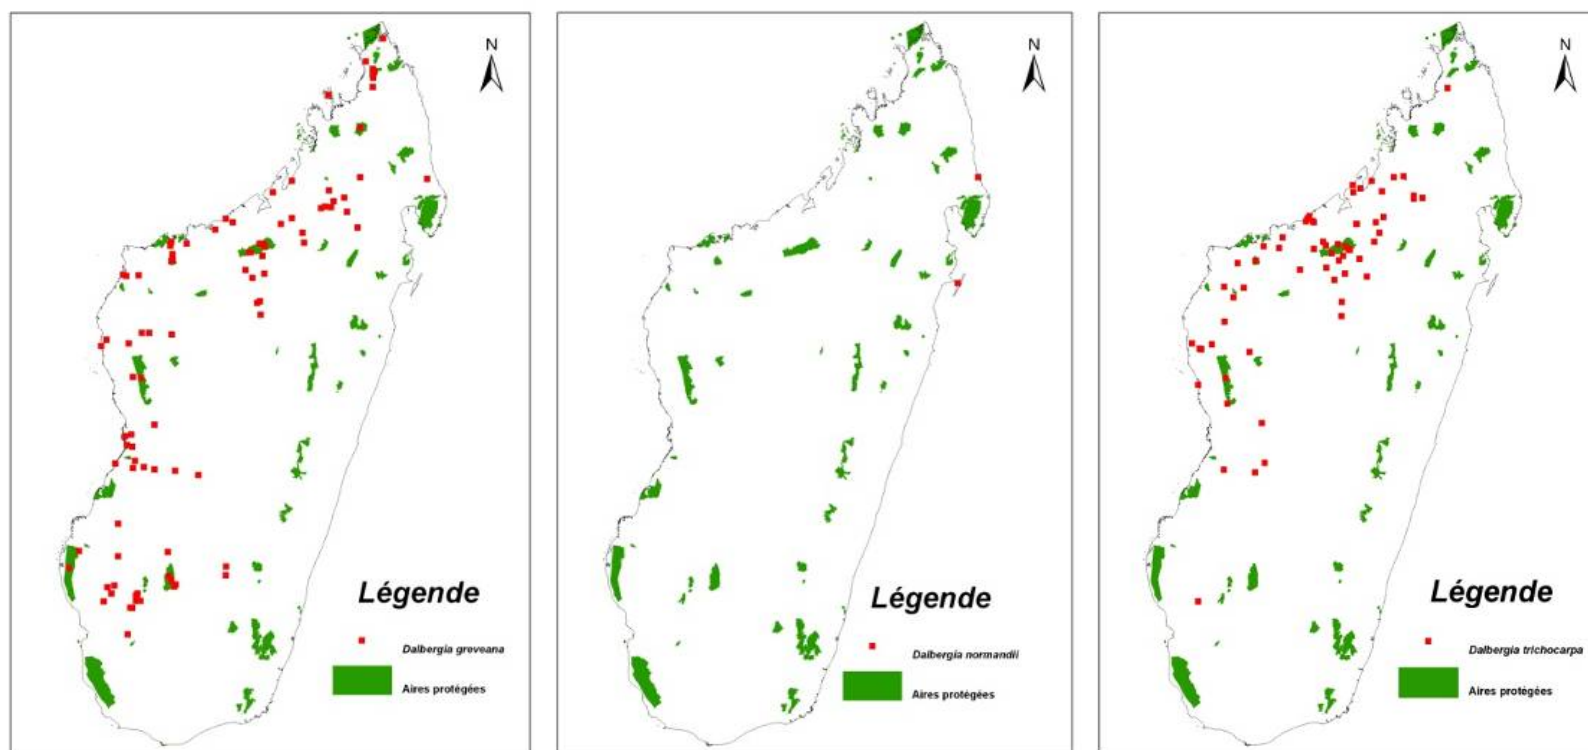 N
Légende
Dalbergia greveana
Aires protégées
N
Légende
Dalbergia normandii
Aires protégées
N
Légende
Dalbergia trichocarpa
Aires protégées